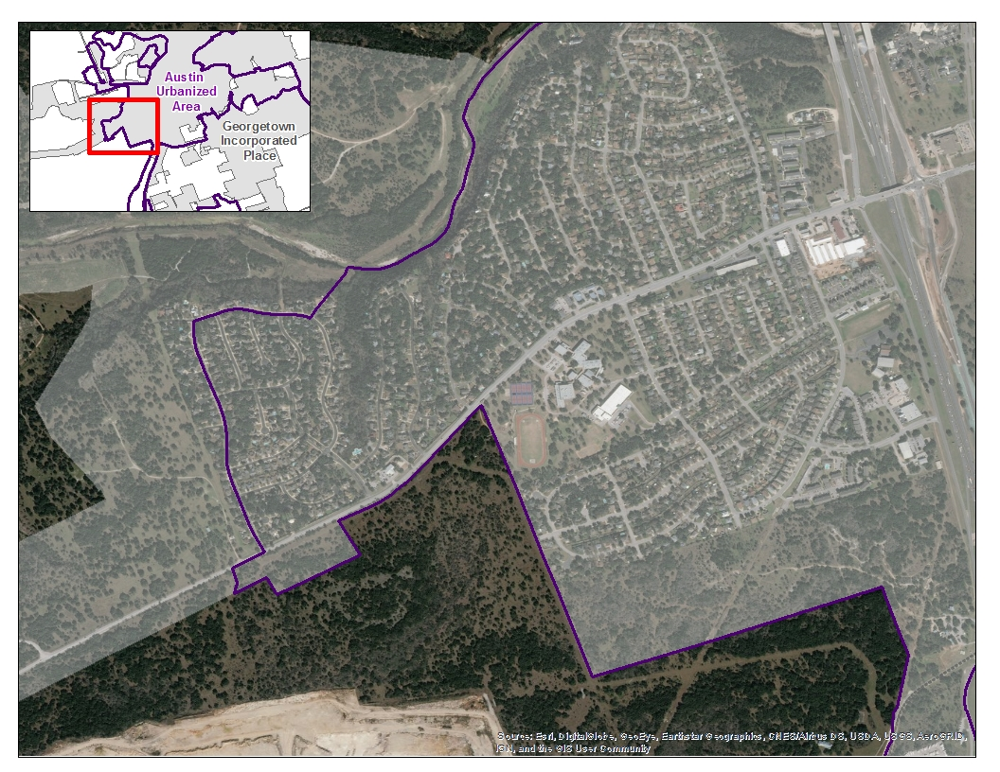 Austin
Urbanized
Area
Georgetown
Incorporated
Place
Source: Esri, DigitalGlobe, GeoEye, Earthstar Geographics, CNES/Airbus DS, USDA, USGS, AeroGRID,
IGN, and the GIS User Community